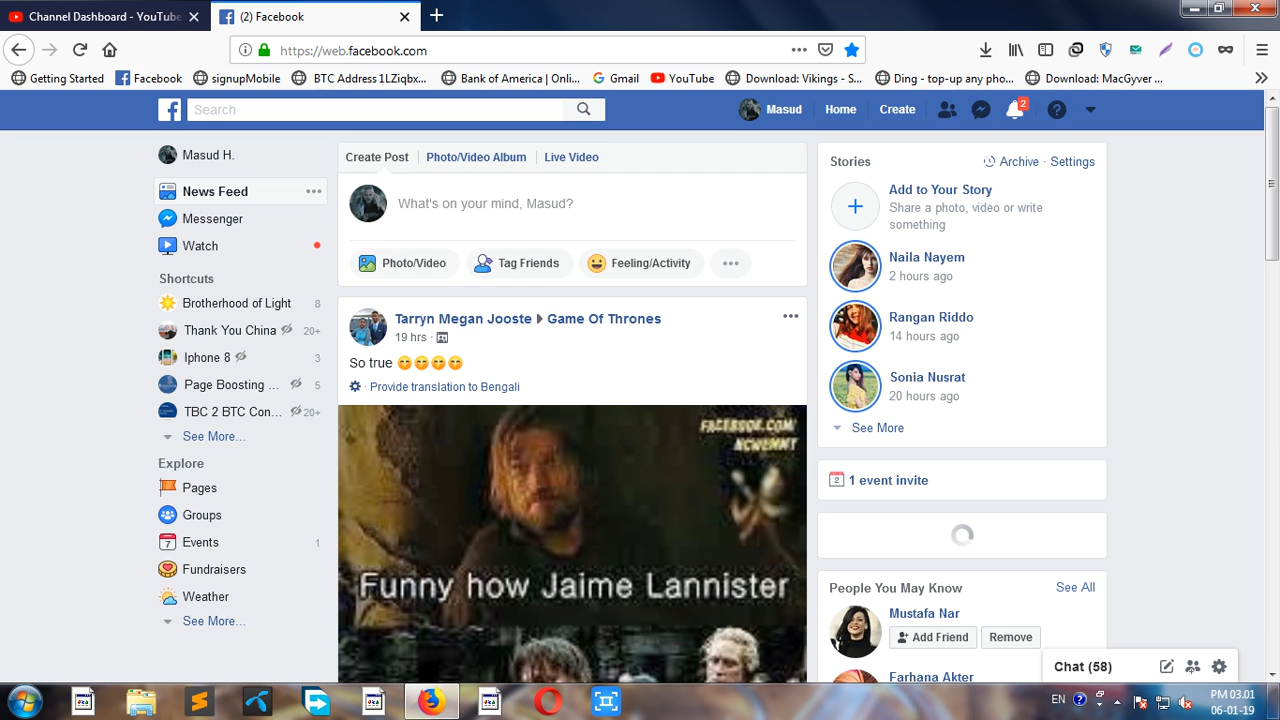 Channel Dashboard - YouTube
(2) Facebook
https://web.facebook.com
Getting Started
Facebook
signupMobile
BTC Address 1LZiqbx...
Bank of America | Onli...
Gmail
YouTube
Download: Vikings - S...
Ding - top-up any pho...
Download: MacGyver ...
Search
Masud
Home
Create
2
Masud H.
News Feed
Messenger
Watch
Shortcuts
Brotherhood of Light 8
Thank You China 20+
Iphone 8 3
Page Boosting ... 5
TBC 2 BTC Con... 20+
See More...
Explore
Pages
Groups
7 Events 1
Fundraisers
Weather
See More...
Create Post
Photo/Video Album
Live Video
What's on your mind, Masud?
Photo/Video
Tag Friends
Feeling/Activity
Tarryn Megan Jooste Game Of Thrones
19 hrs ·
So true 😊😊😊😊
· Provide translation to Bengali
FACEBOOK.COM/
Funny how Jaime Lannister
Stories
Archive · Settings
Add to Your Story
Share a photo, video or write
something
Naila Nayem
2 hours ago
Rangan Riddo
14 hours ago
Sonia Nusrat
20 hours ago
See More
2 1 event invite
People You May Know
See All
Mustafa Nar
Add Friend
Remove
Farhana Akter
Chat (58)
EN
PM 03.01
06-01-19